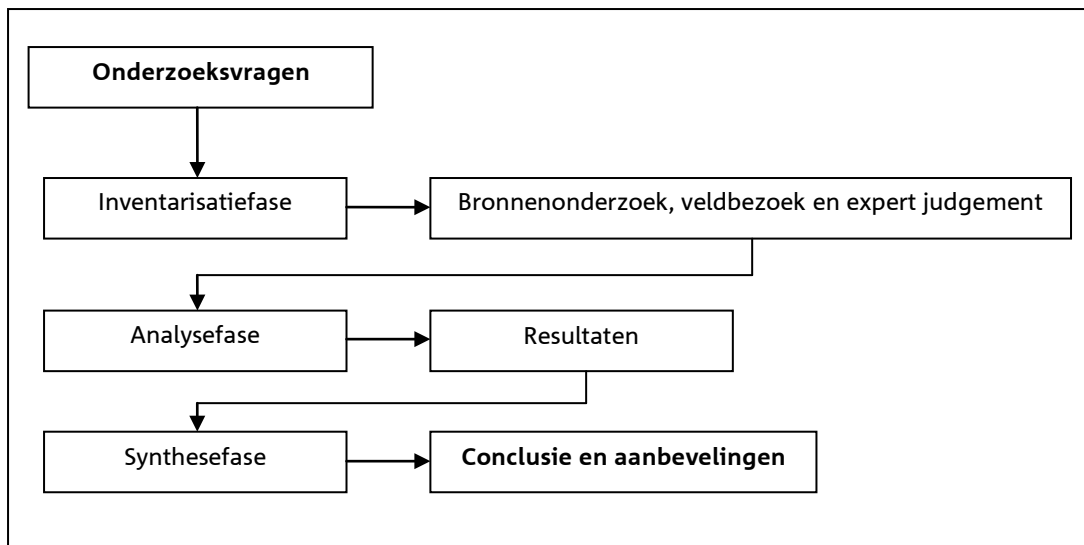 Onderzoeksvragen
Inventarisatiefase
Bronnenonderzoek, veldbezoek en expert judgement
Analysefase
Resultaten
Synthesefase
Conclusie en aanbevelingen